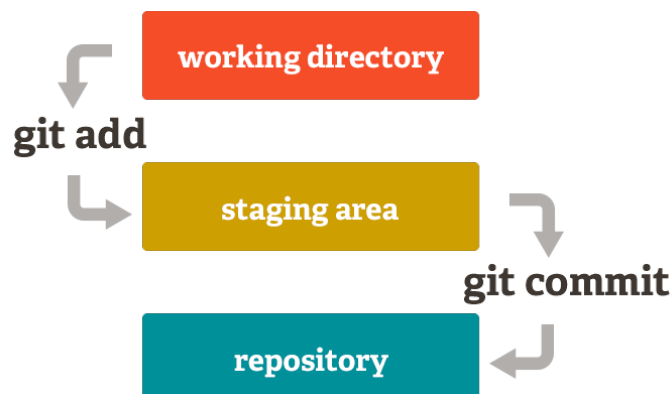 working directory
git add
staging area
git commit
repository